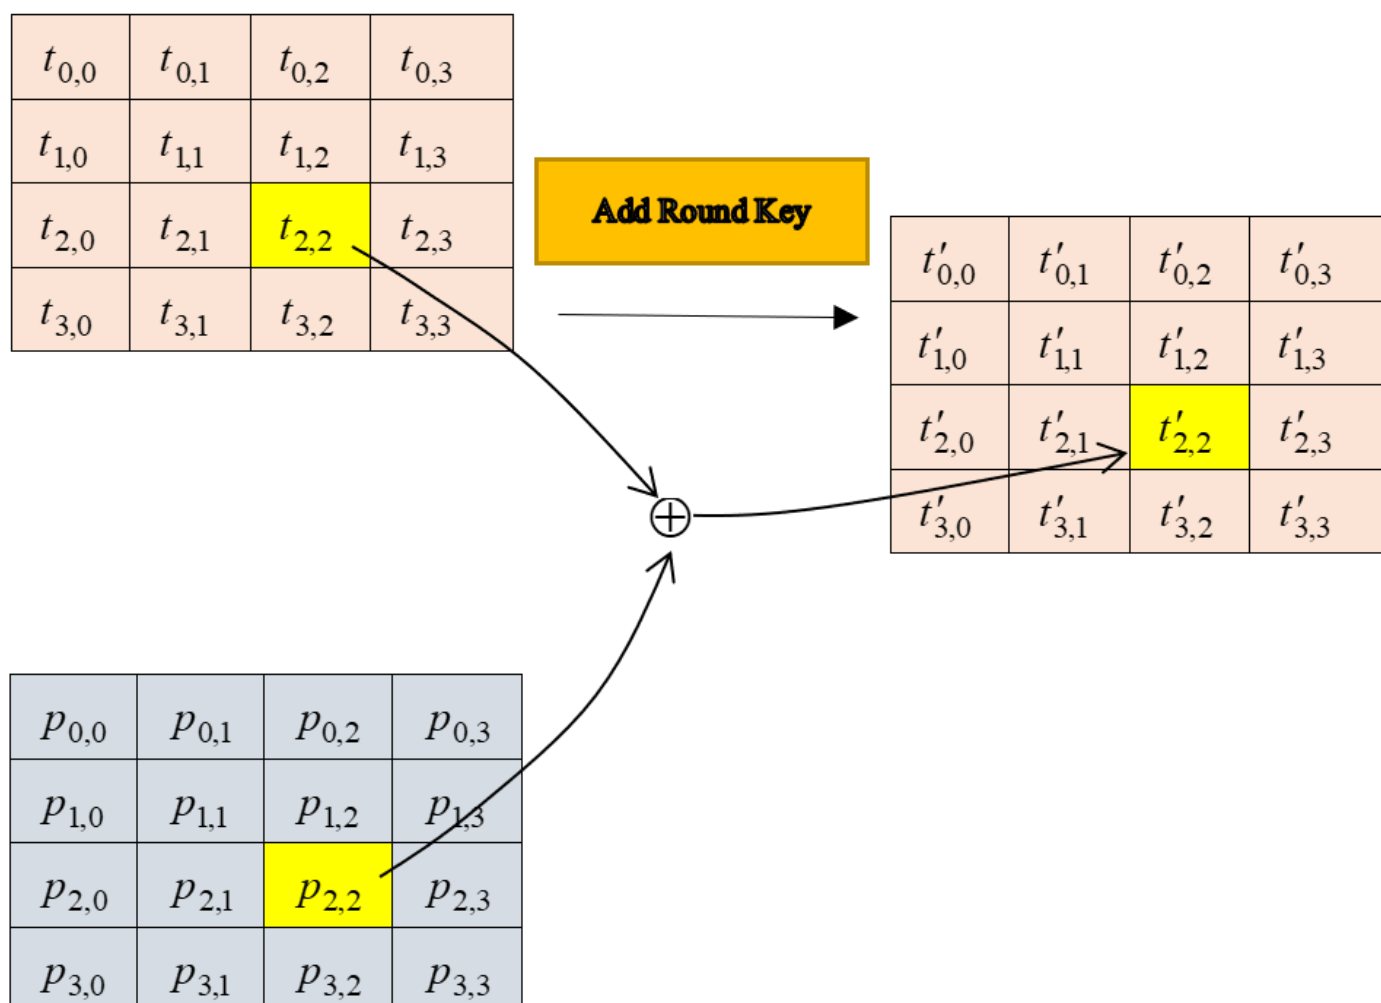 t0,0 t0,1 t0,2 t0,3
t1,0 t1,1 t1,2 t1,3
t2,0 t2,1 t2,2 t2,3
t3,0 t3,1 t3,2 t3,3
Add Round Key
t′0,0 t′0,1 t′0,2 t′0,3
t′1,0 t′1,1 t′1,2 t′1,3
t′2,0 t′2,1 t′2,2 t′2,3
t′3,0 t′3,1 t′3,2 t′3,3
⊕
p0,0 p0,1 p0,2 p0,3
p1,0 p1,1 p1,2 p1,3
p2,0 p2,1 p2,2 p2,3
p3,0 p3,1 p3,2 p3,3